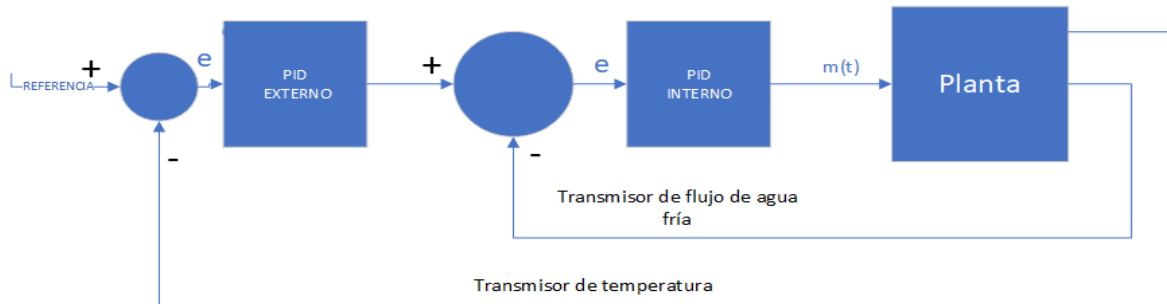 +
REFERENCIA
-
e
PID
EXTERNO
+
-
e
PID
INTERNO
m(t)
Planta
Transmisor de flujo de agua
fría
Transmisor de temperatura